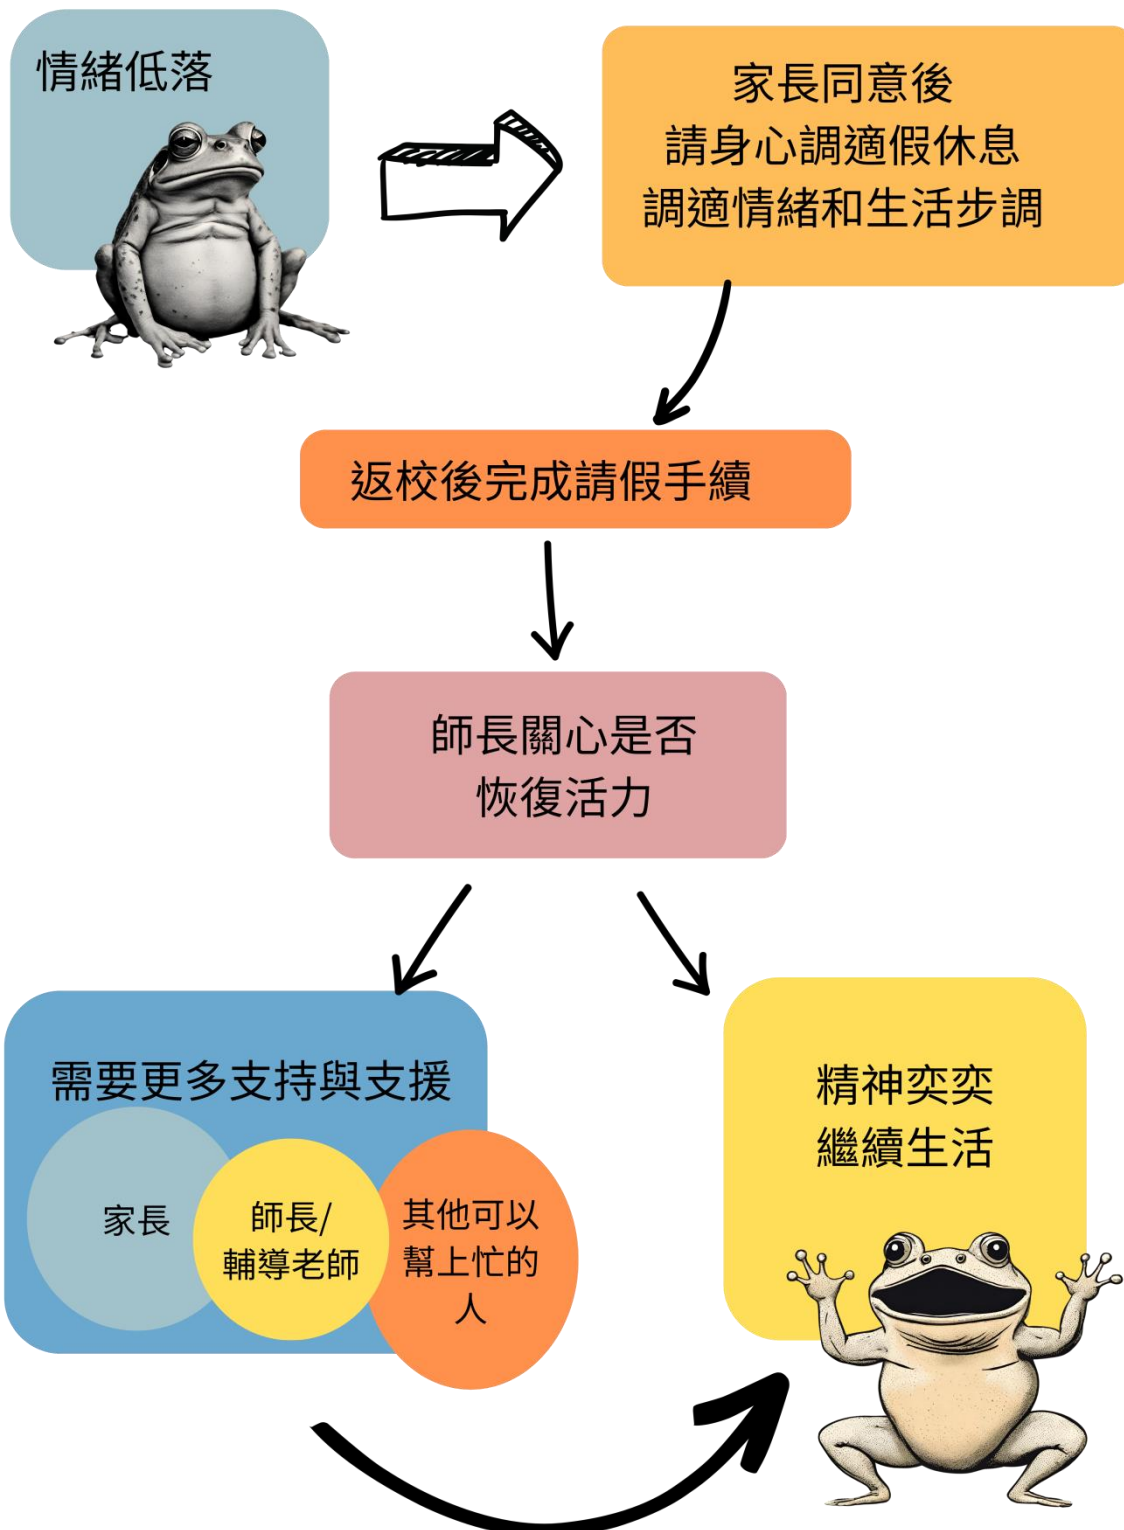 情緒低落
家長同意後
請身心調適假休息
調適情緒和生活步調
返校後完成請假手續
師長關心是否
恢復活力
需要更多支持與支援
家長
師長/
輔導老師
其他可以
幫上忙的
人
精神奕奕
繼續生活